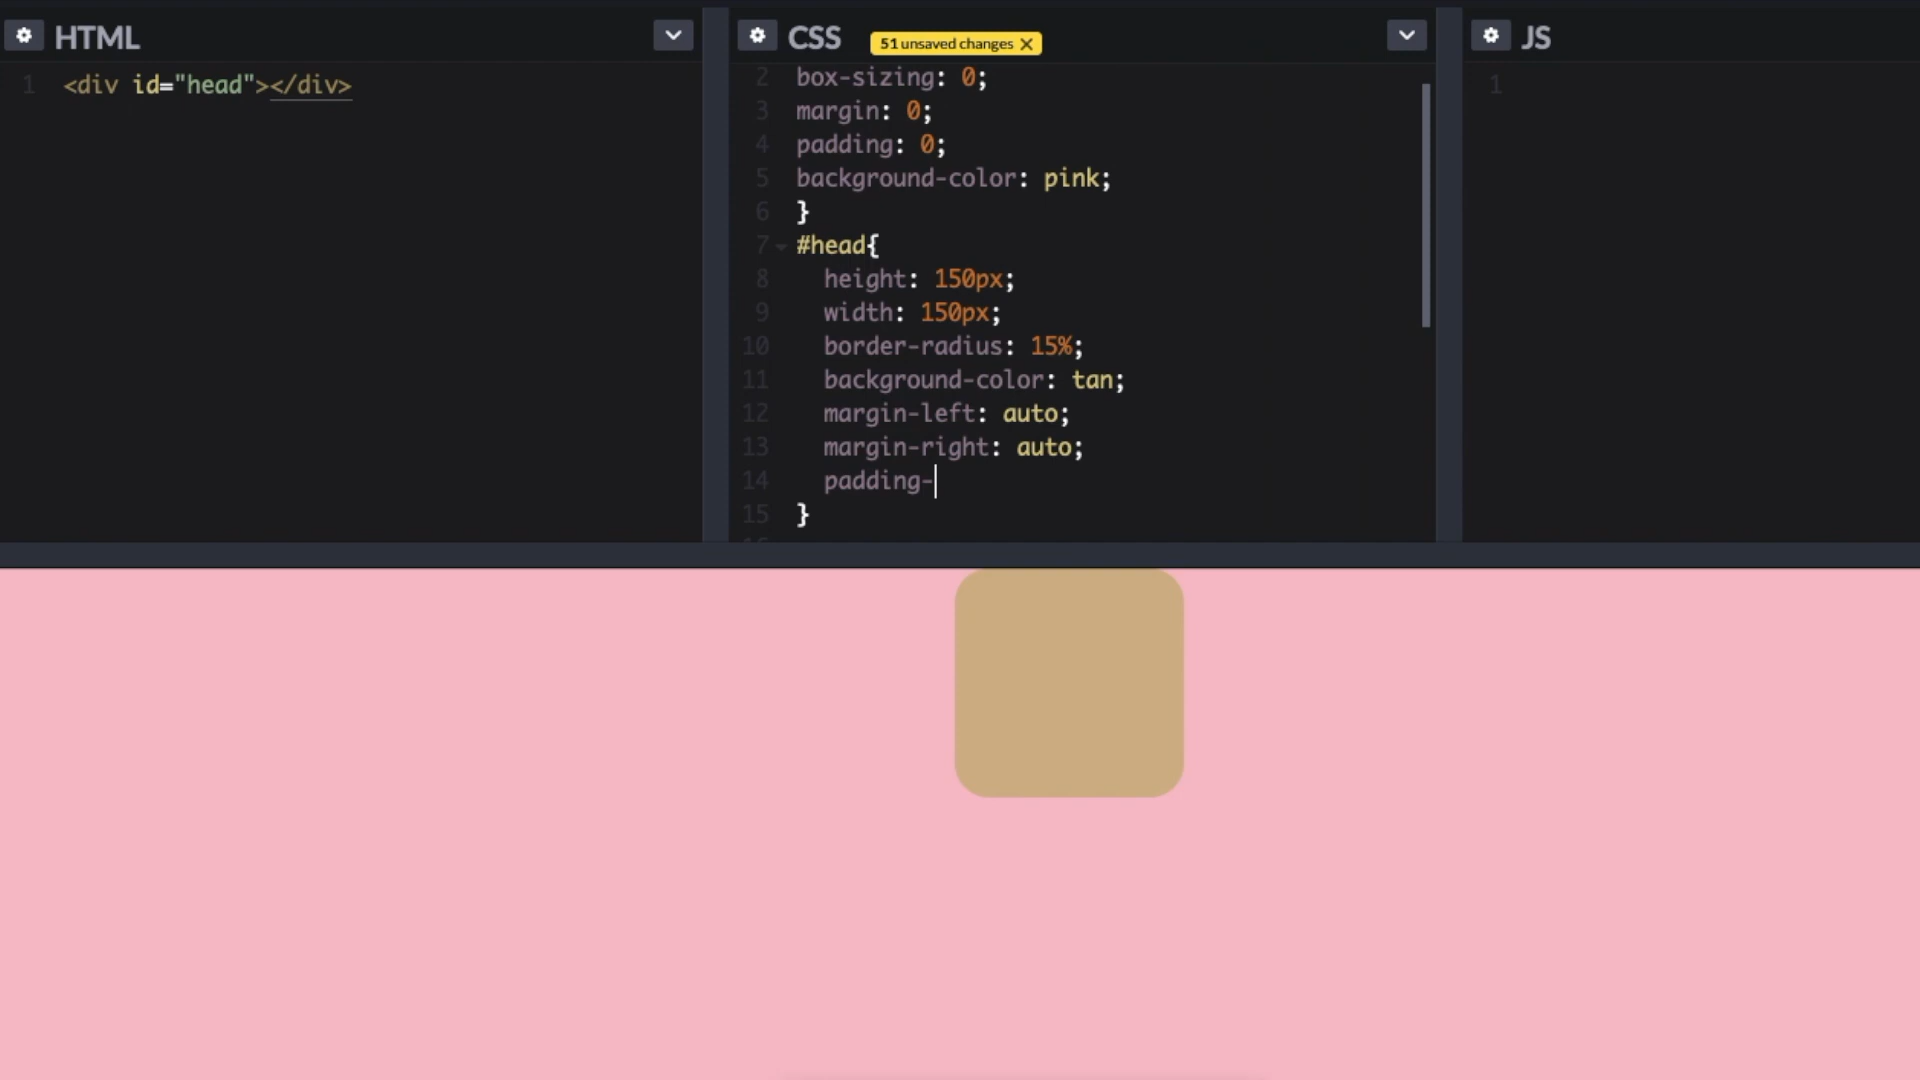 HTML
1 <div id="head"></div>
CSS 51 unsaved changes
2 box-sizing: 0;
3 margin: 0;
4 padding: 0;
5 background-color: pink;
6 }
7 #head{
8 height: 150px;
9 width: 150px;
10 border-radius: 15%;
11 background-color: tan;
12 margin-left: auto;
13 margin-right: auto;
14 padding-
15 }
JS
1